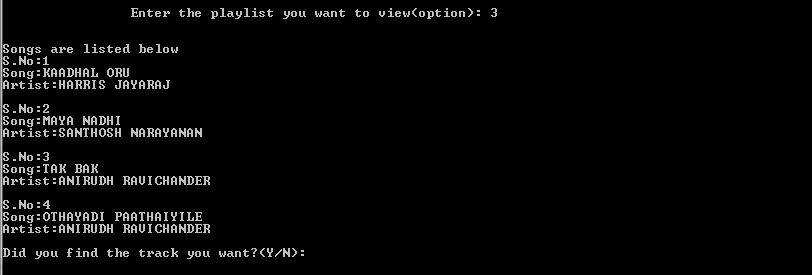 Enter the playlist you want to view(option): 3
Songs are listed below
S.No:1
Song:KAADHAL ORU
Artist:HARRIS JAYARAJ
S.No:2
Song:MAYA NADHI
Artist:SANTHOSH NARAYANAN
S.No:3
Song:TAK BAK
Artist:ANIRUDH RAVICHANDER
S.No:4
Song:OTHAYADI PAATHAIYILE
Artist:ANIRUDH RAVICHANDER
Did you find the track you want?(Y/N):